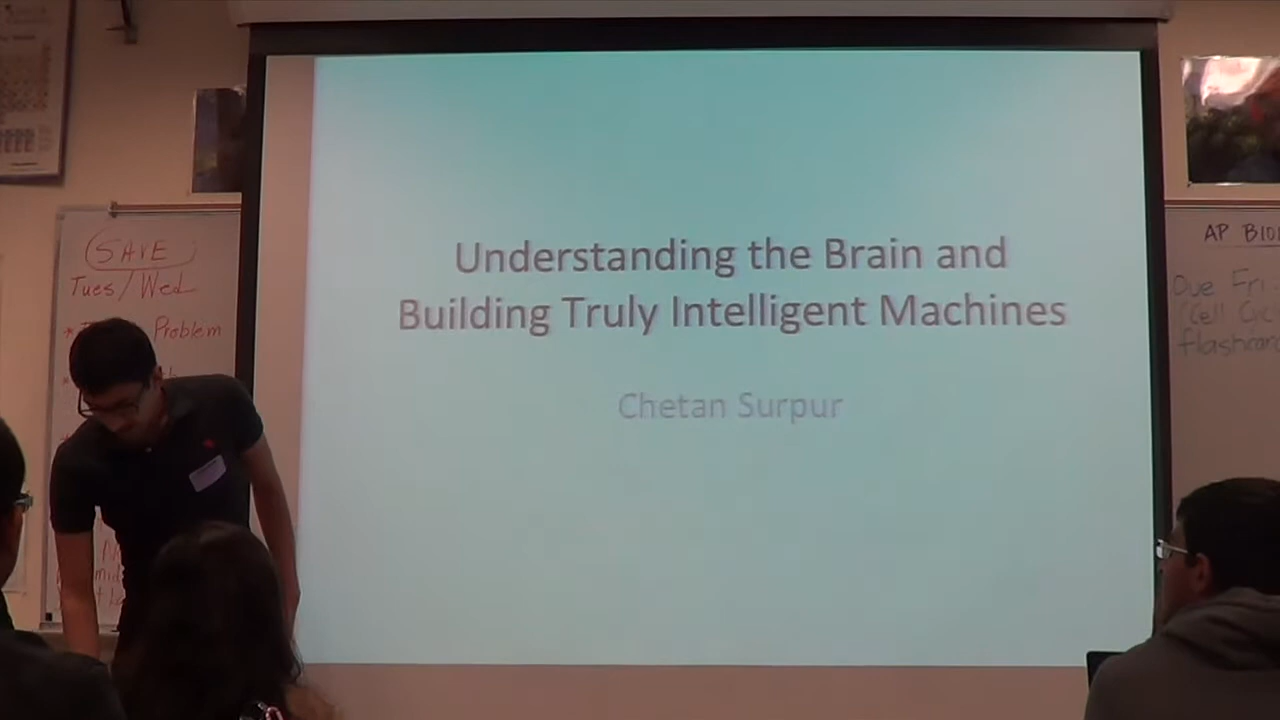 SAVE
Tues/Wed
Problem
Understanding the Brain and
Building Truly Intelligent Machines
Chetan Surpur
AP BIO
Due Fri
"Cell Cyc
flashcar